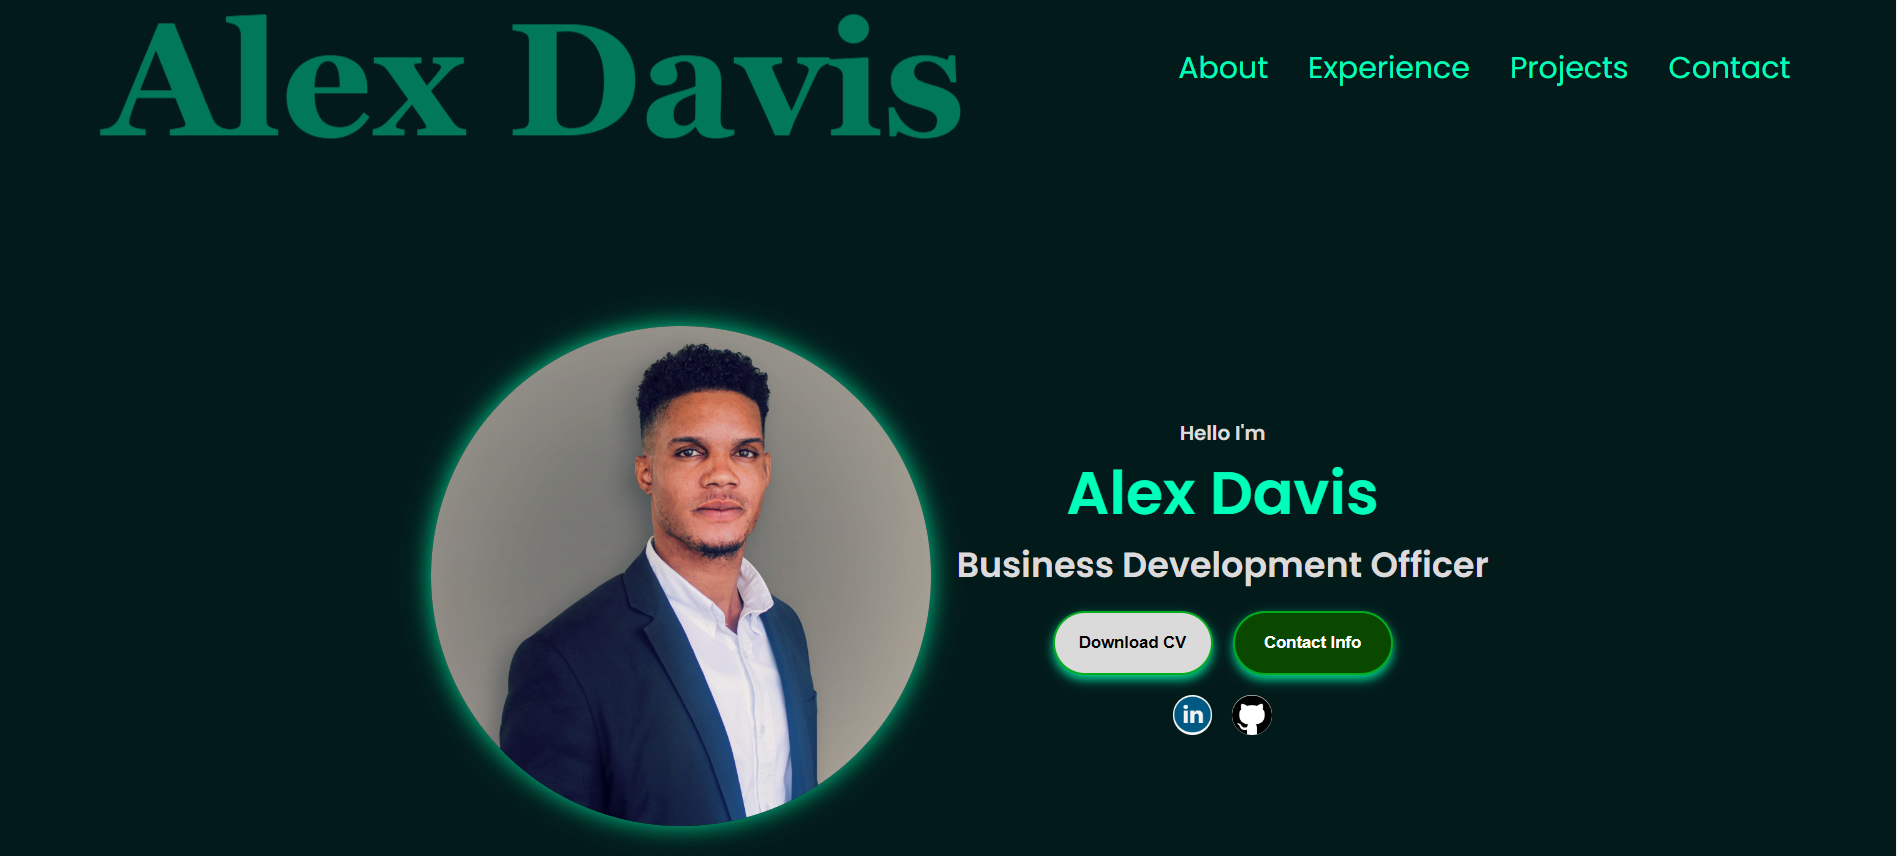 Alex Davis
About Experience Projects Contact
Hello I'm
Alex Davis
Business Development Officer
Download CV Contact Info
in